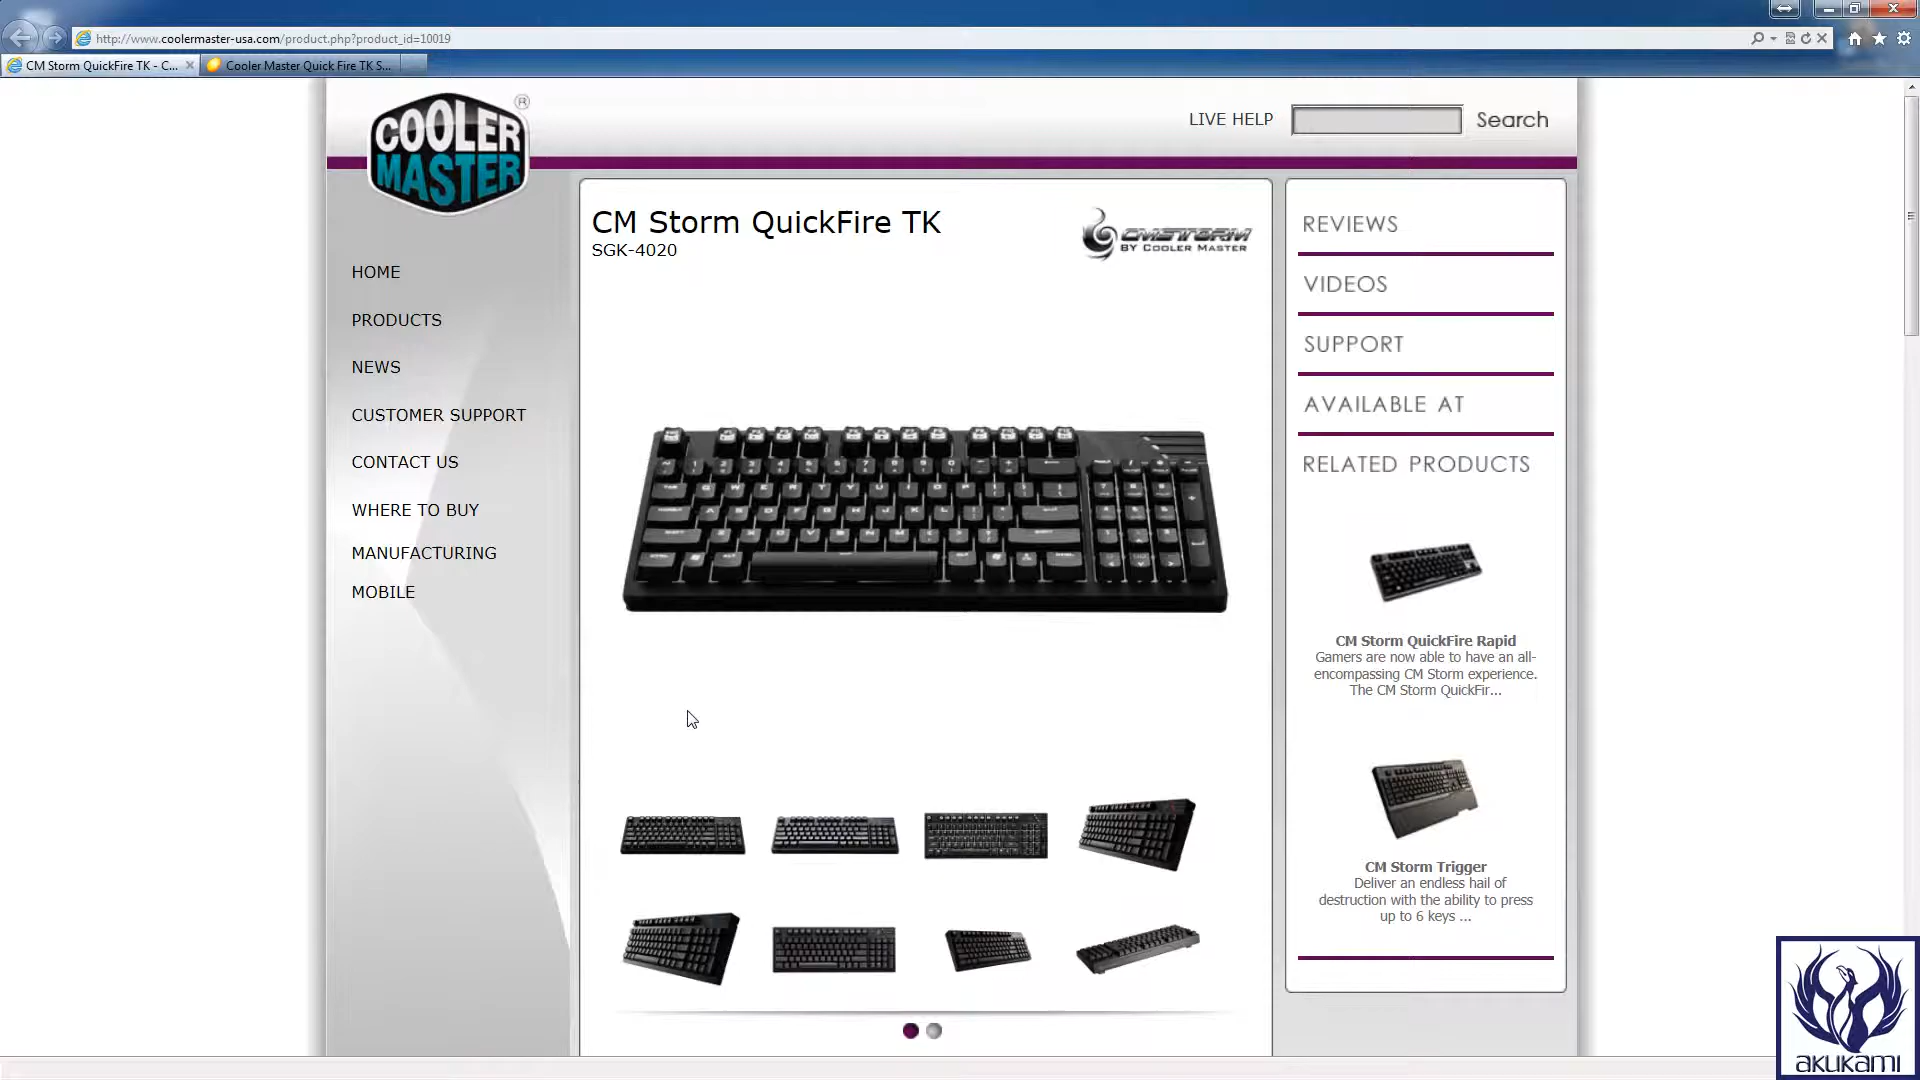 http://www.coolermaster-usa.com/product.php?product_id=10019
CM Storm QuickFire TK - C...
Cooler Master Quick Fire TK S...
COOLER
MASTER
®
LIVE HELP
Search
HOME
PRODUCTS
NEWS
CUSTOMER SUPPORT
CONTACT US
WHERE TO BUY
MANUFACTURING
MOBILE
CM Storm QuickFire TK
SGK-4020
CMSTORM
BY COOLER MASTER
REVIEWS
VIDEOS
SUPPORT
AVAILABLE AT
RELATED PRODUCTS
CM Storm QuickFire Rapid
Gamers are now able to have an all-
encompassing CM Storm experience.
The CM Storm QuickFir...
CM Storm Trigger
Deliver an endless hail of
destruction with the ability to press
up to 6 keys ...
akukami